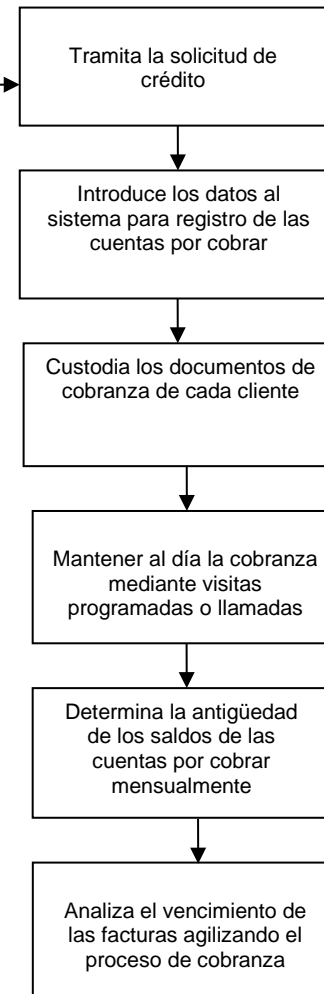 Tramita la solicitud de
crédito
Introduce los datos al
sistema para registro de las
cuentas por cobrar
Custodia los documentos de
cobranza de cada cliente
Mantener al día la cobranza
mediante visitas
programadas o llamadas
Determina la antigüedad
de los saldos de las
cuentas por cobrar
mensualmente
Analiza el vencimiento de
las facturas agilizando el
proceso de cobranza